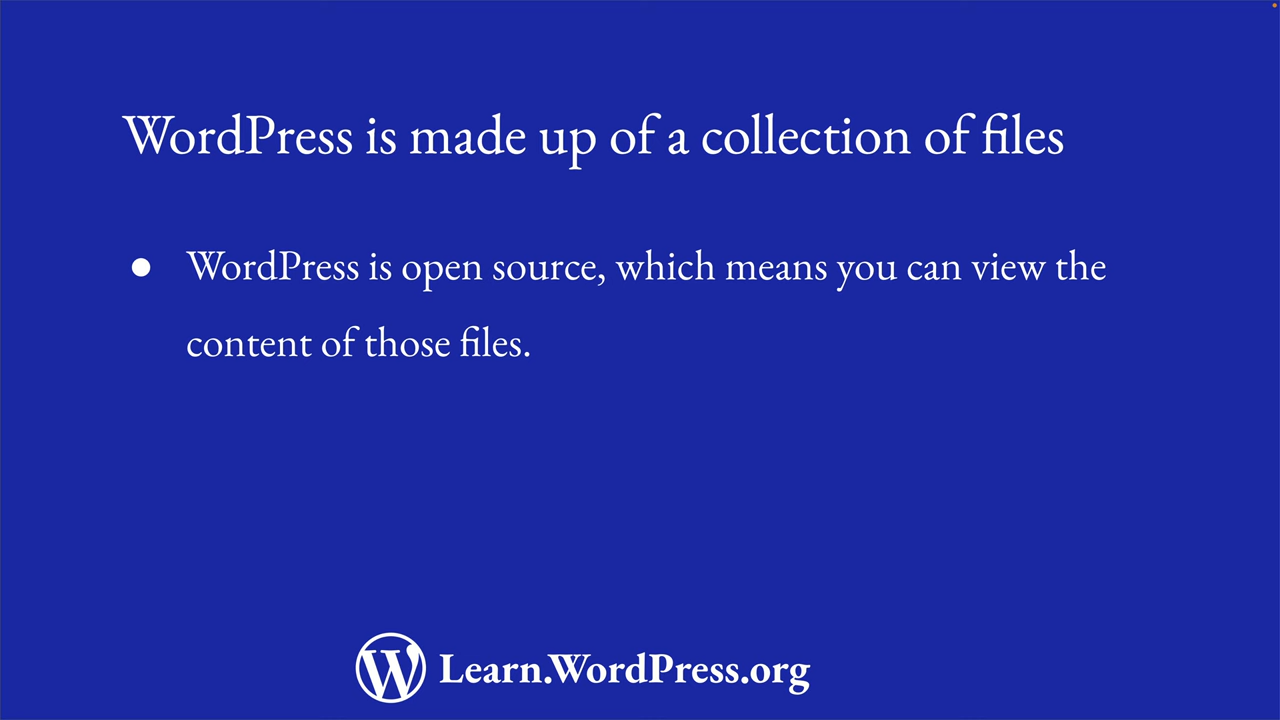 WordPress is made up of a collection of files
● WordPress is open source, which means you can view the
content of those files.
Learn.WordPress.org